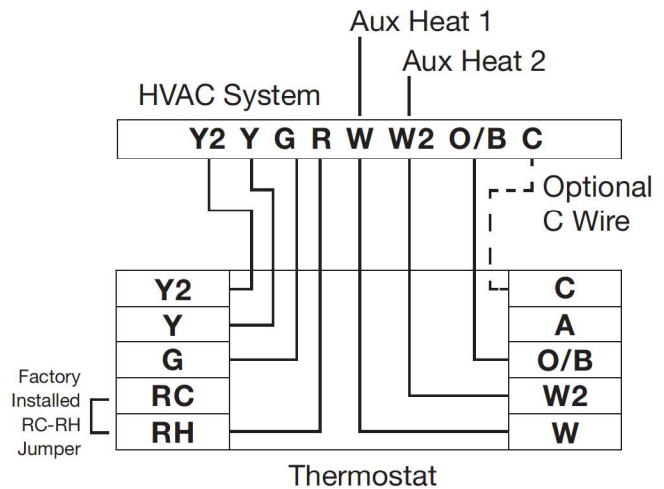 Aux Heat 1
Aux Heat 2
HVAC System
Y2 Y G R W W2 O/B C
Optional
C Wire
Y2
Y
G
RC
RH
C
A
O/B
W2
W
Factory
Installed
RC-RH
Jumper
Thermostat